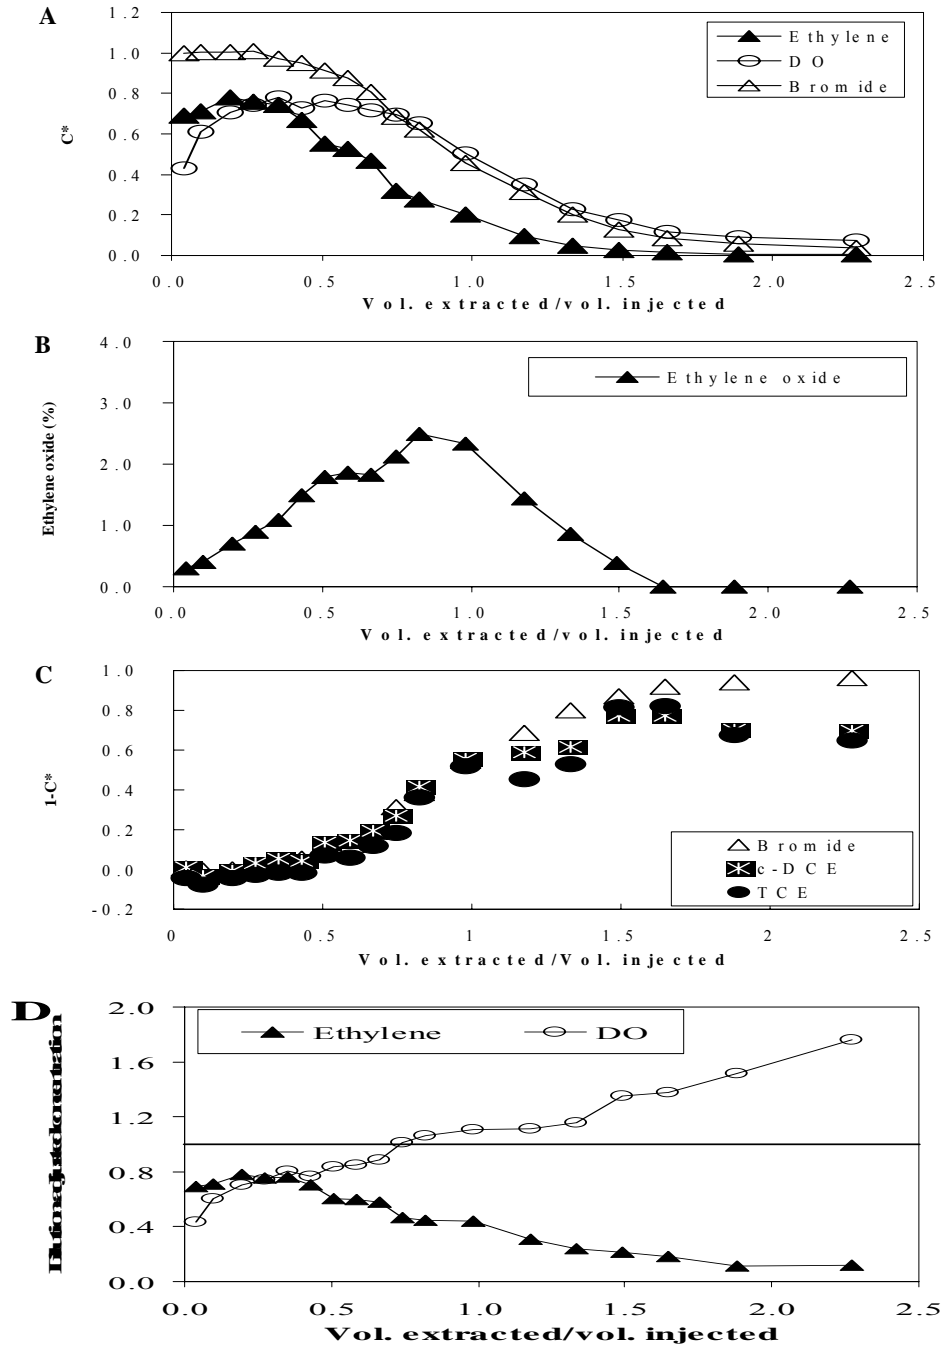 A
1.2
1.0
0.8
0.6
0.4
0.2
0.0
C*
Ethylene
DO
Bromide
0.0 0.5 1.0 1.5 2.0 2.5
Vol. extracted/vol. injected
B
4.0
3.0
2.0
1.0
0.0
Ethylene oxide (%)
Ethylene oxide
0.0 0.5 1.0 1.5 2.0 2.5
Vol. extracted/vol. injected
C
1.0
0.8
0.6
0.4
0.2
0.0
-0.2
1-C*
Bromide
c-DCE
TCE
0 0.5 1 1.5 2 2.5
Vol. extracted/Vol. injected
D
2.0
1.6
1.2
0.8
0.4
0.0
Ethylene DO
0.0 0.5 1.0 1.5 2.0 2.5
Vol. extracted/vol. injected